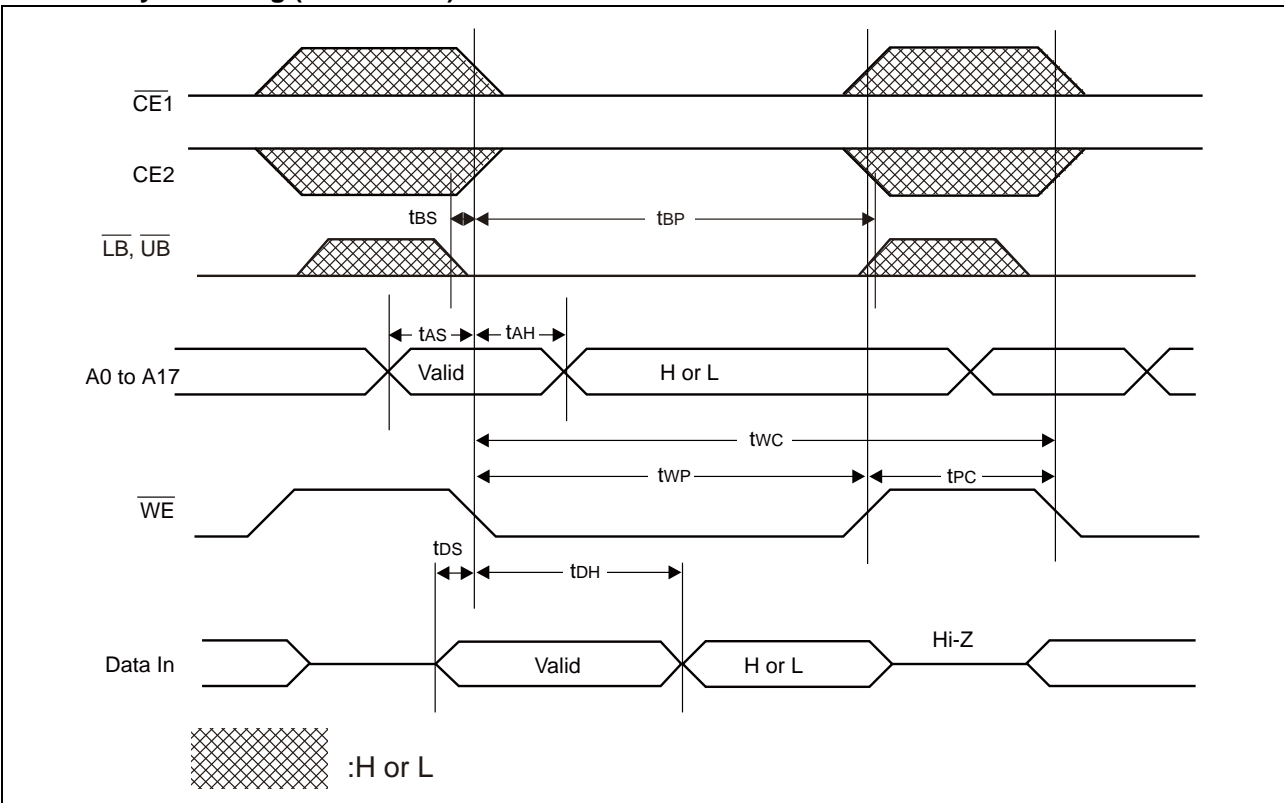 CE1
CE2
tBS
tBP
LB, UB
tAS
tAH
A0 to A17
Valid
H or L
tWC
tWP
tPC
WE
tDS
tDH
Data In
Valid
H or L
Hi-Z
:H or L